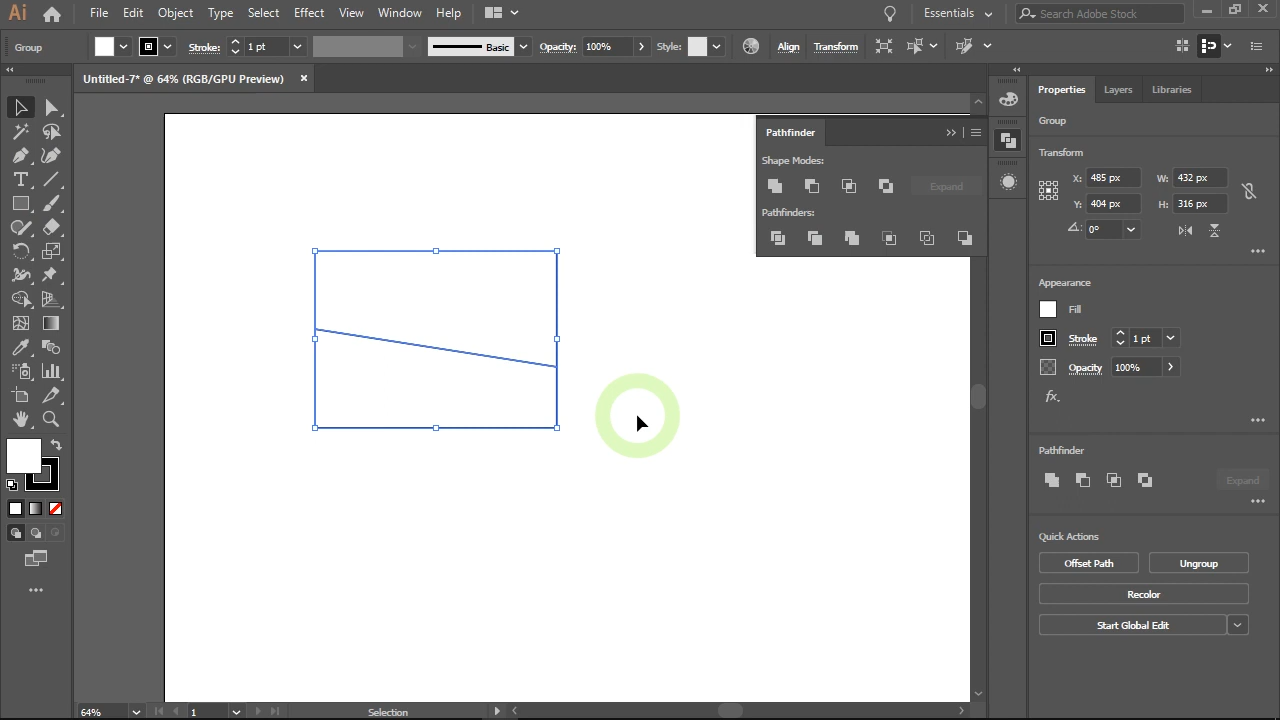 Ai File Edit Object Type Select Effect View Window Help Essentials Search Adobe Stock
Group Stroke: 1 pt Basic Opacity: 100% Style: Align Transform
Untitled-7* @ 64% (RGB/GPU Preview)
Properties Layers Libraries
Group
Transform
X: 485 px W: 432 px
Y: 404 px H: 316 px
0°
Appearance
Fill
Stroke 1 pt
Opacity 100%
fx.
Pathfinder
Expand
Quick Actions
Offset Path Ungroup
Recolor
Start Global Edit
Pathfinder
Shape Modes:
Expand
Pathfinders:
T
64% 1 Selection